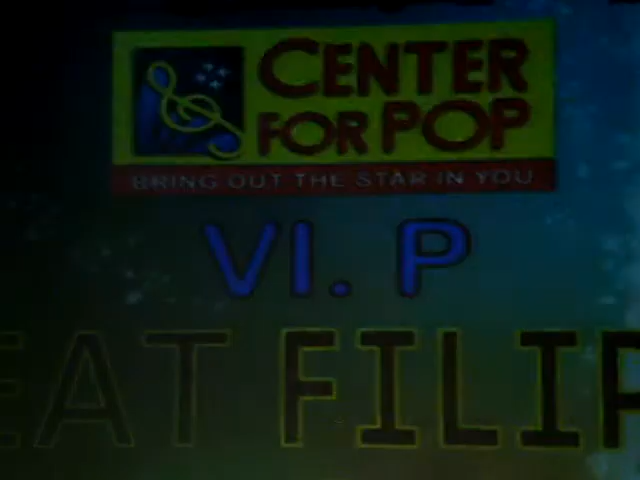 CENTER
FOR POP
BRING OUT THE STAR IN YOU
VI. P
EAT FILIP